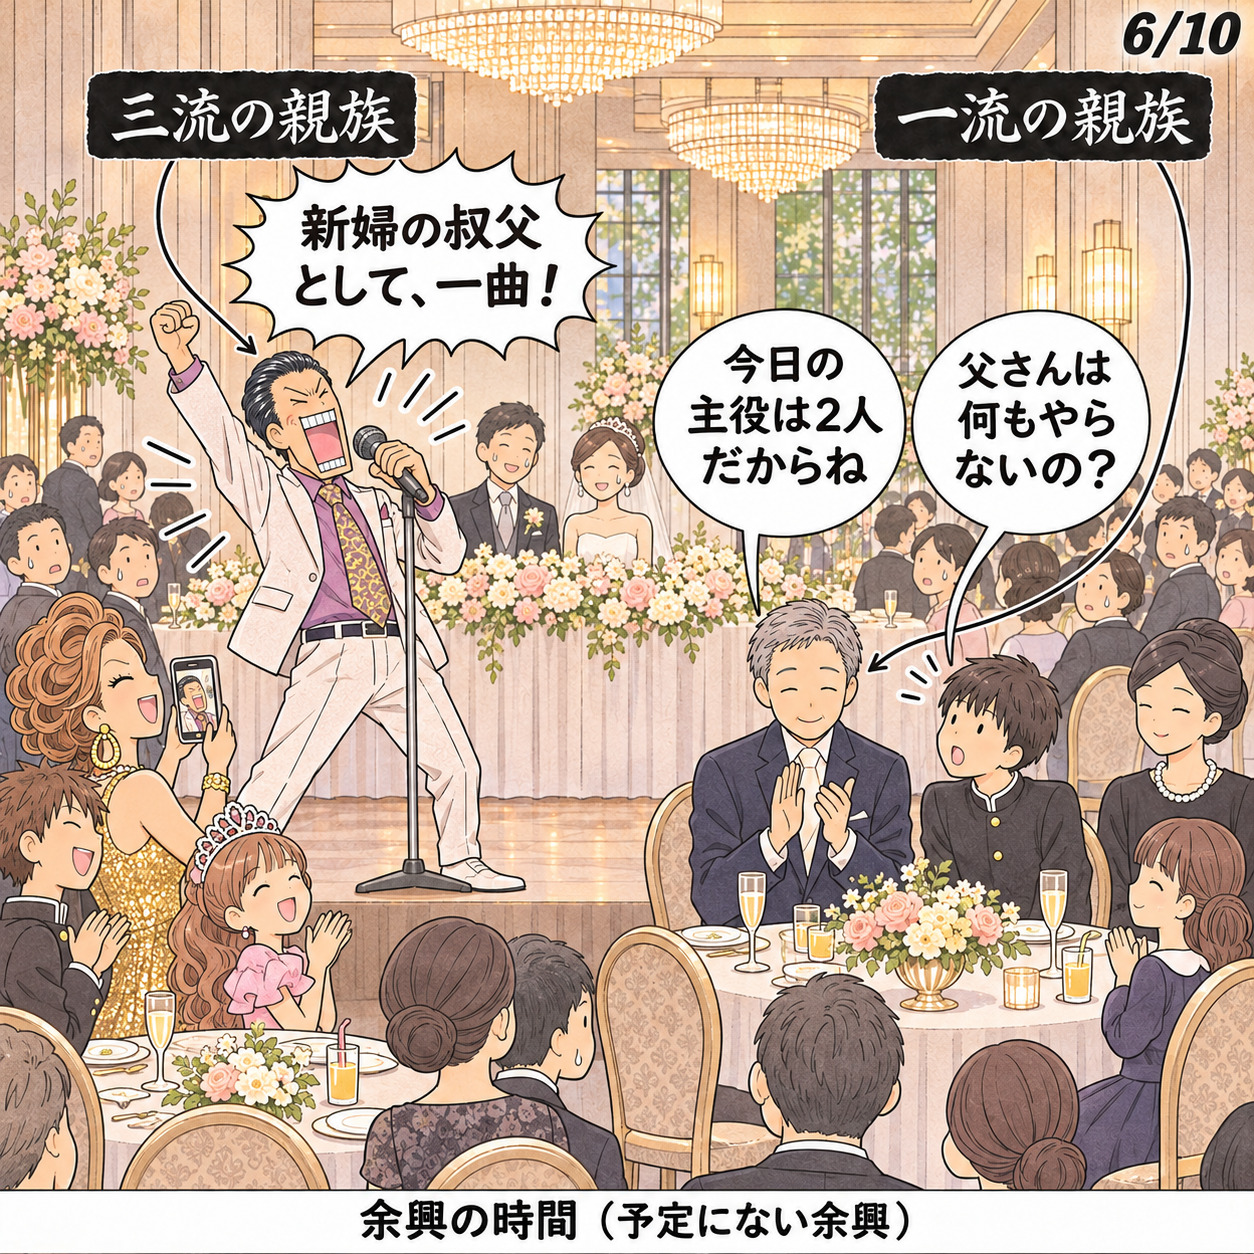 6/10
三流の親族
一流の親族
新婦の叔父
として、一曲!
今日の
主役は2人
だからね
父さんは
何もやら
ないの?
余興の時間（予定にない余興）